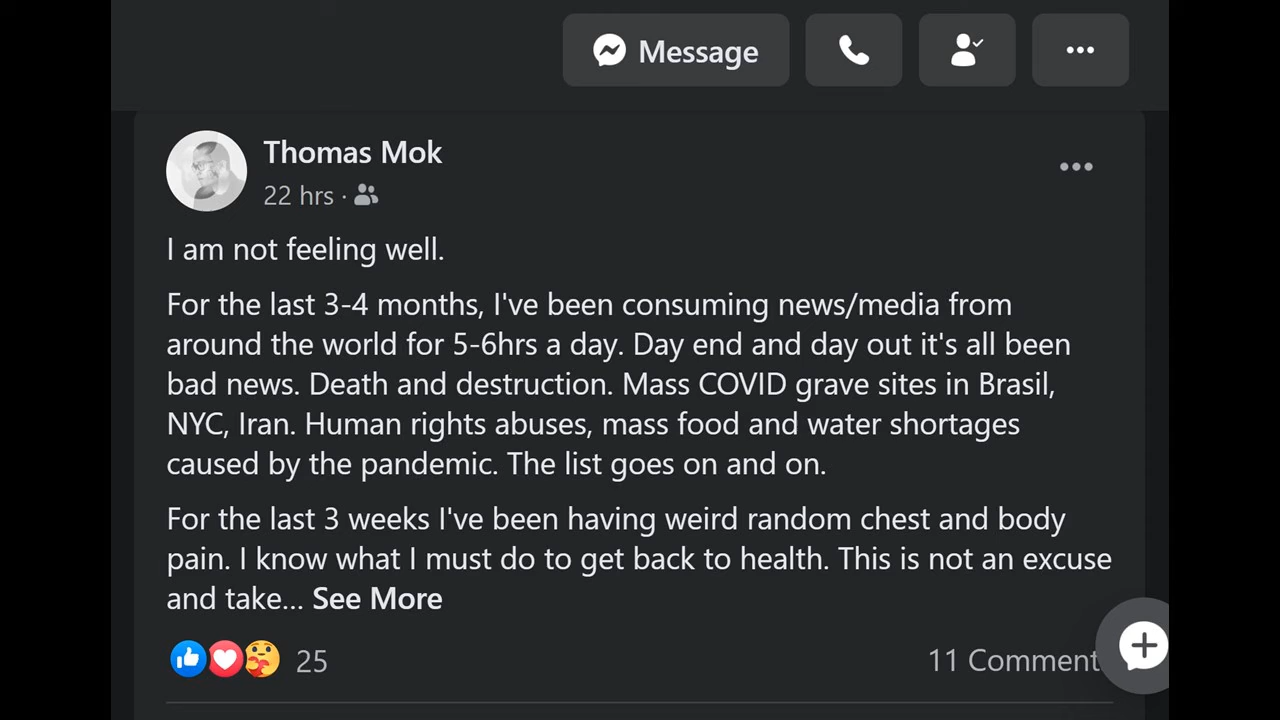 Message
Thomas Mok
22 hrs ·
I am not feeling well.
For the last 3-4 months, I've been consuming news/media from
around the world for 5-6hrs a day. Day end and day out it's all been
bad news. Death and destruction. Mass COVID grave sites in Brasil,
NYC, Iran. Human rights abuses, mass food and water shortages
caused by the pandemic. The list goes on and on.
For the last 3 weeks I've been having weird random chest and body
pain. I know what I must do to get back to health. This is not an excuse
and take... See More
25
11 Comment